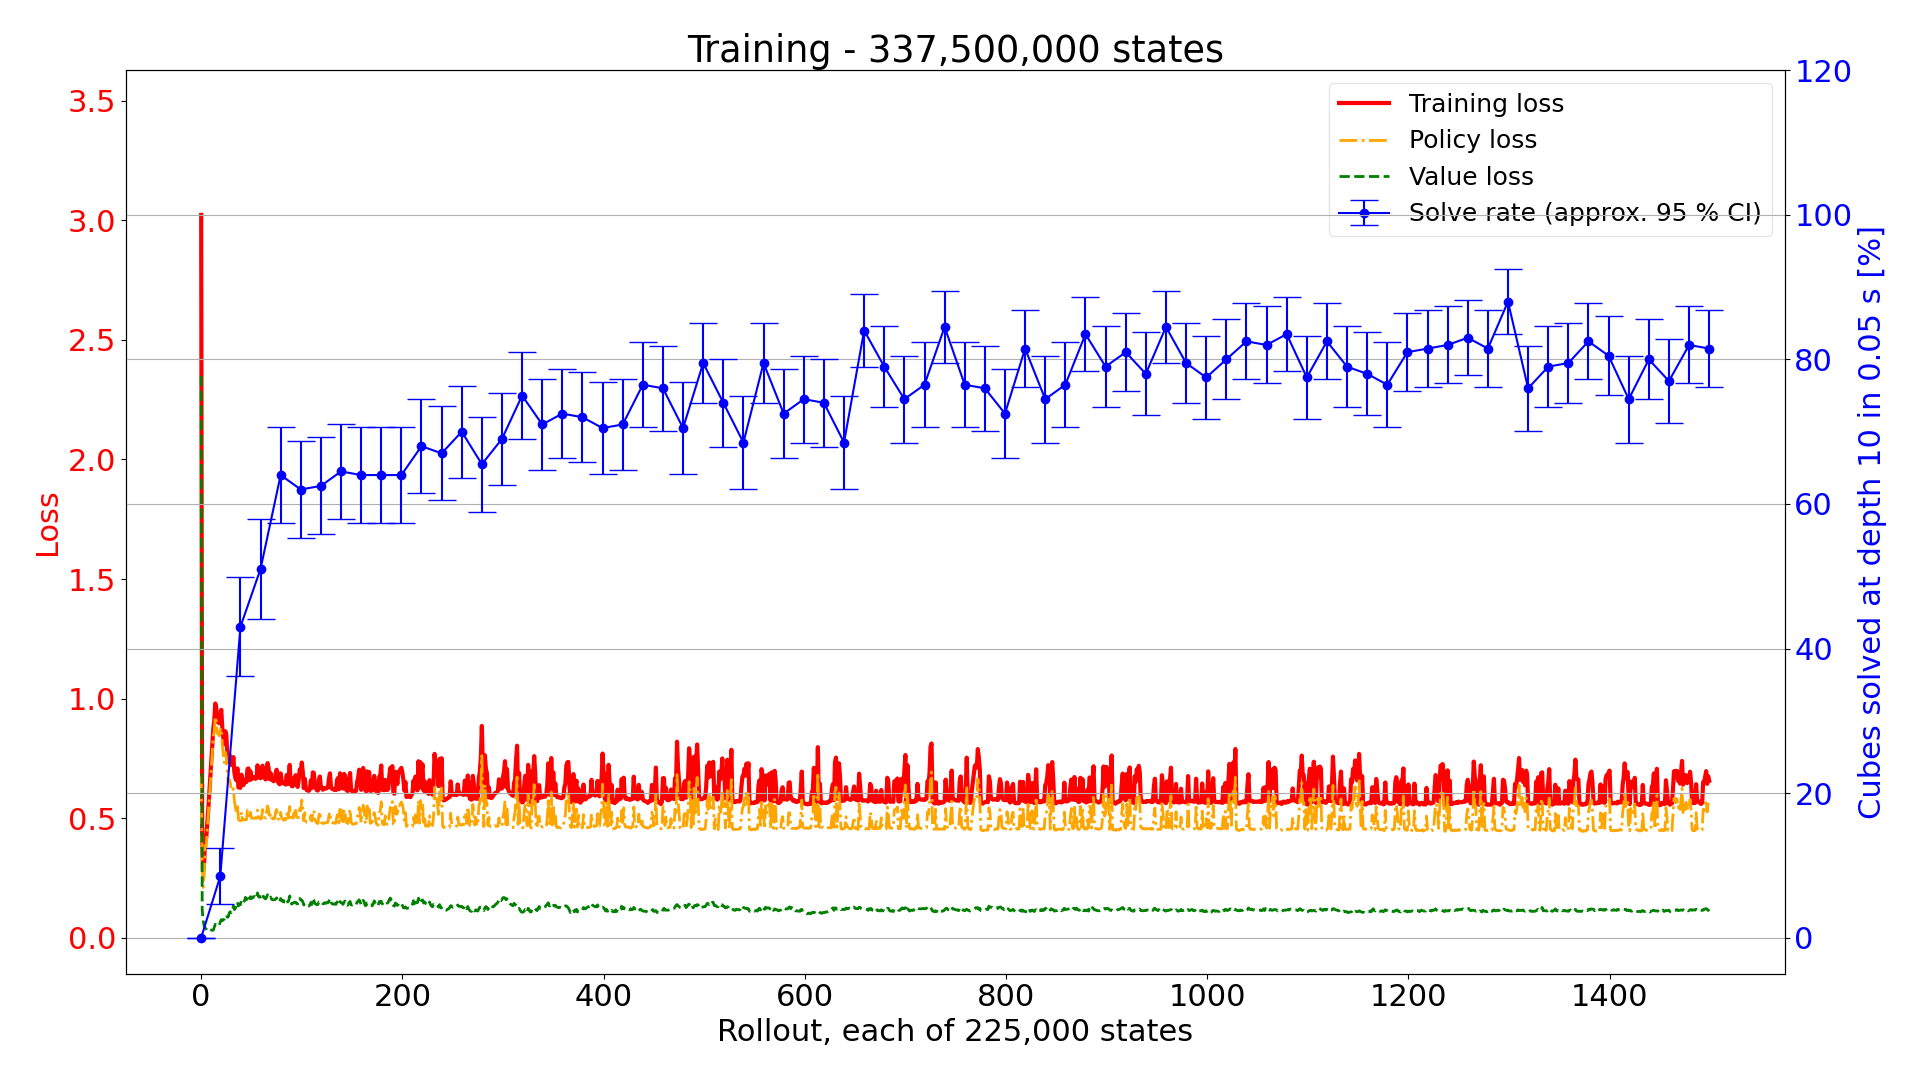 Training - 337,500,000 states
3.5
3.0
2.5
2.0
1.5
1.0
0.5
0.0
Loss
Training loss
Policy loss
Value loss
Solve rate (approx. 95 % CI)
120
100
80
60
40
20
0
Cubes solved at depth 10 in 0.05 s [%]
0 200 400 600 800 1000 1200 1400
Rollout, each of 225,000 states